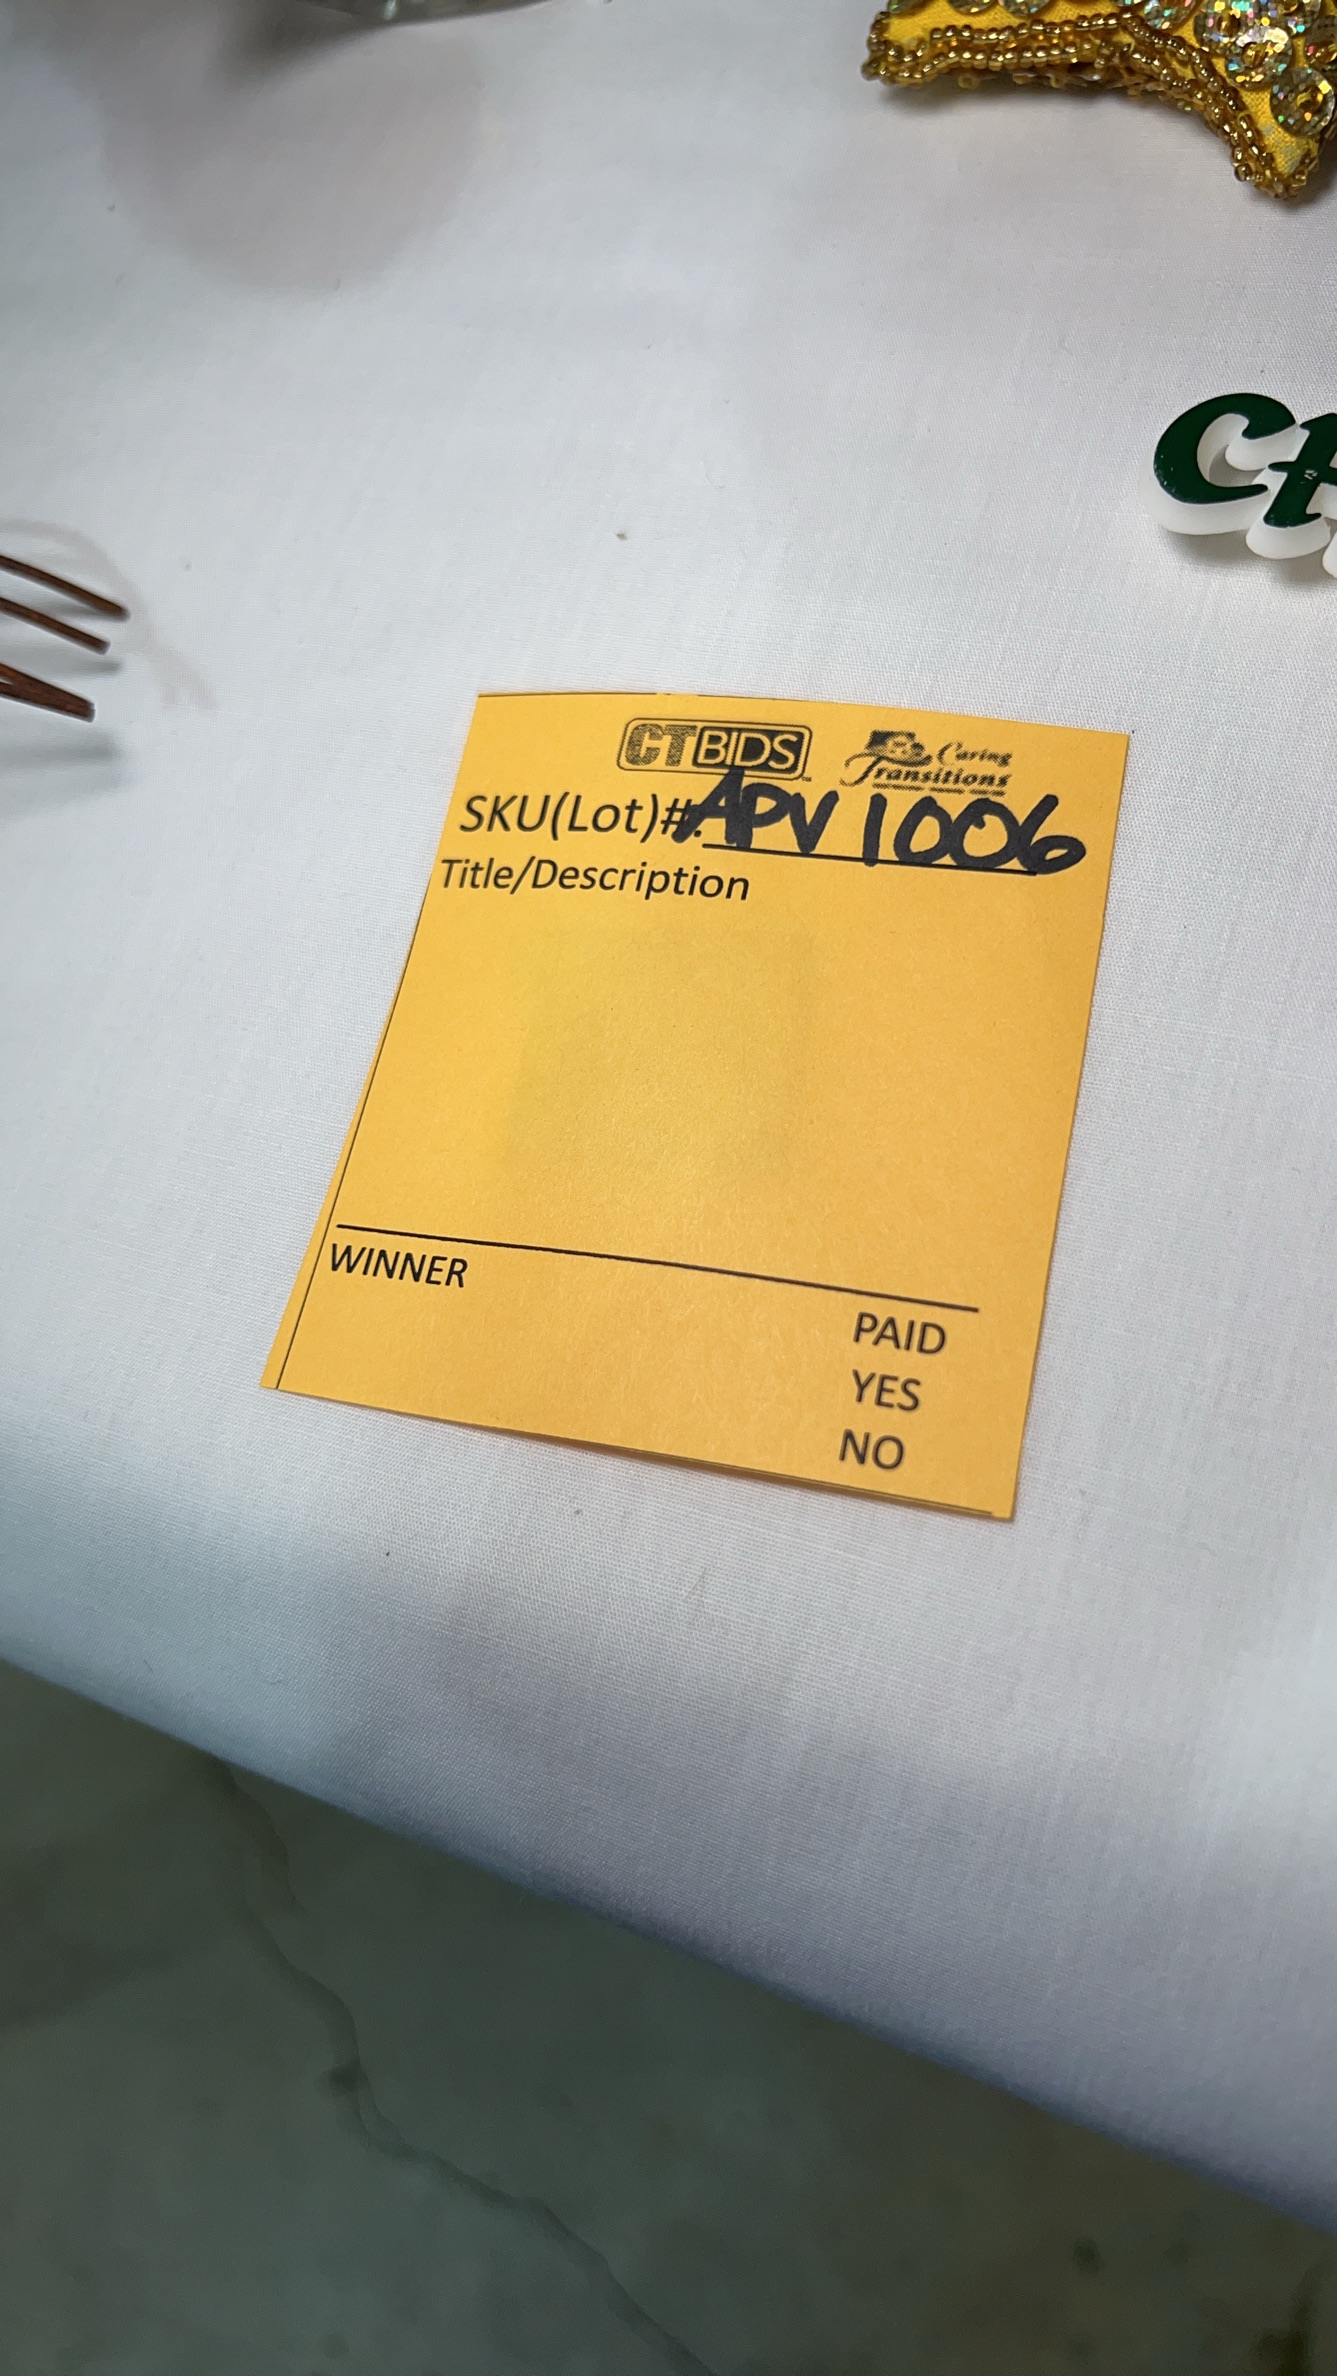 CTBIDS Caring Transitions
SKU(Lot)#: APV 1006
Title/Description
WINNER
PAID
YES
NO